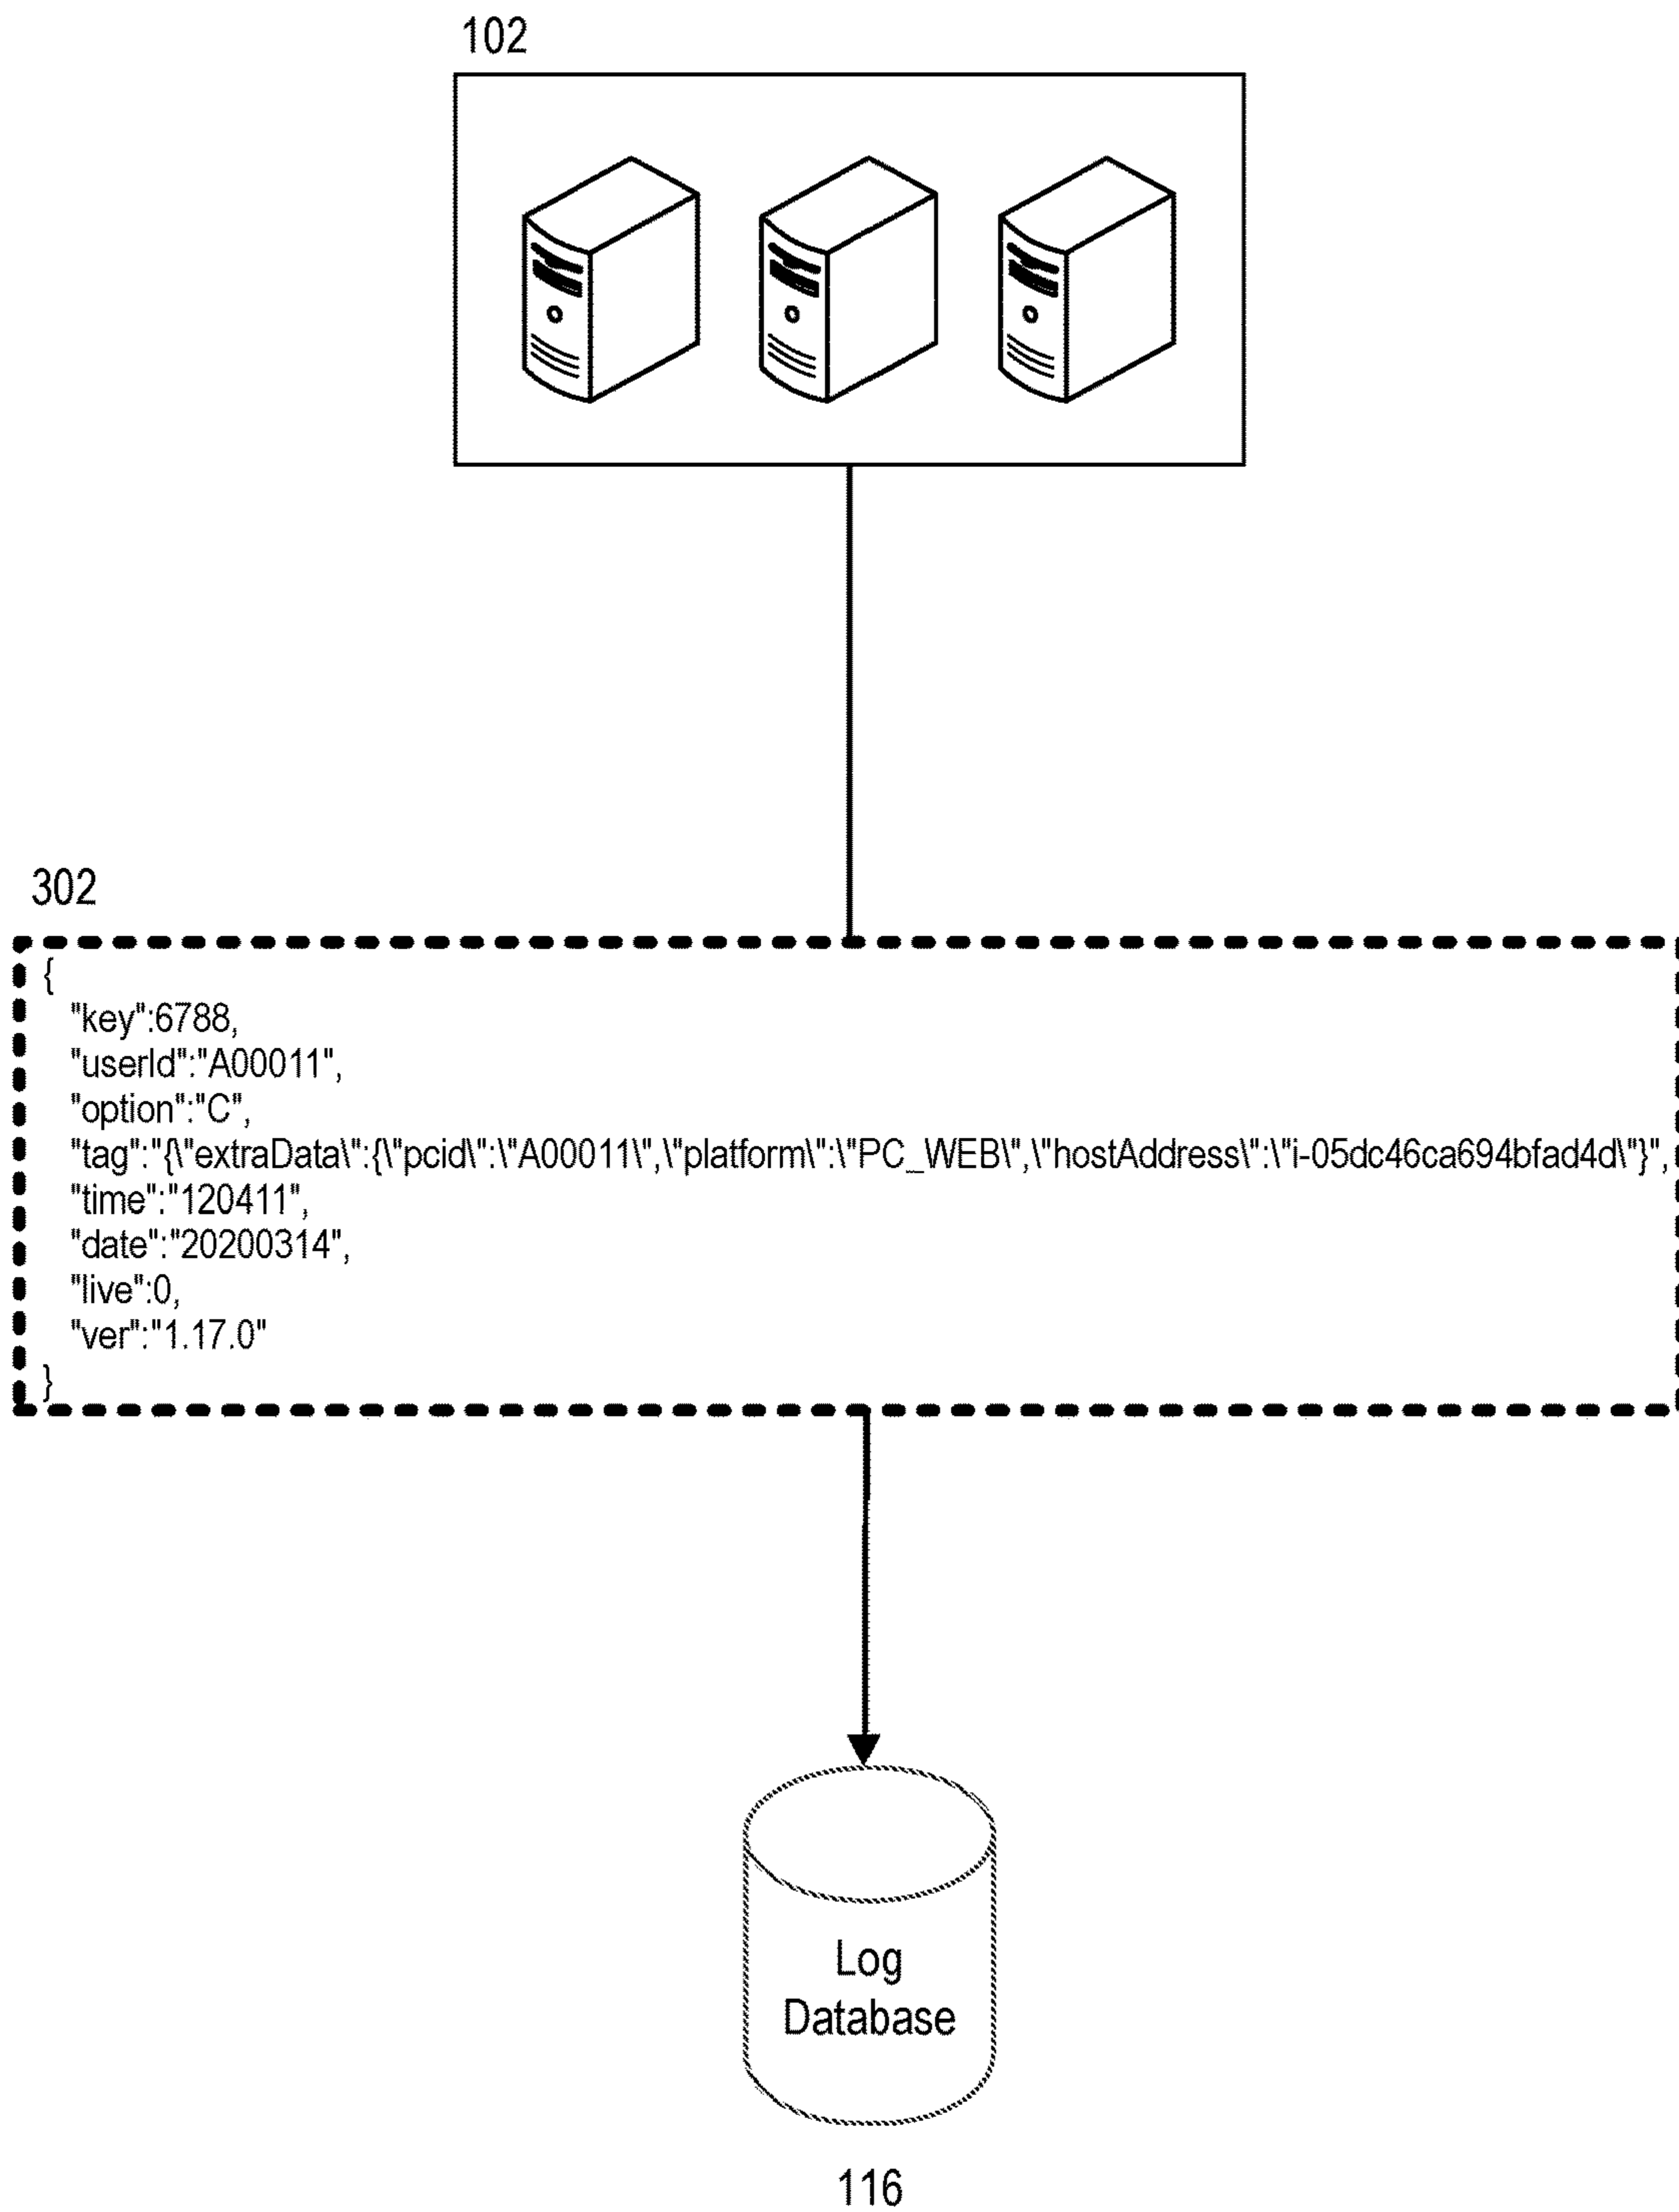 102
302
{
"key":6788,
"userId":"A00011",
"option":"C",
"tag":"{\"extraData\":{\"pcid\":\"A00011\",\"platform\":\"PC_WEB\",\"hostAddress\":\"i-05dc46ca694bfad4d\"}",
"time":"120411",
"date":"20200314",
"live":0,
"ver":"1.17.0"
}
Log
Database
116